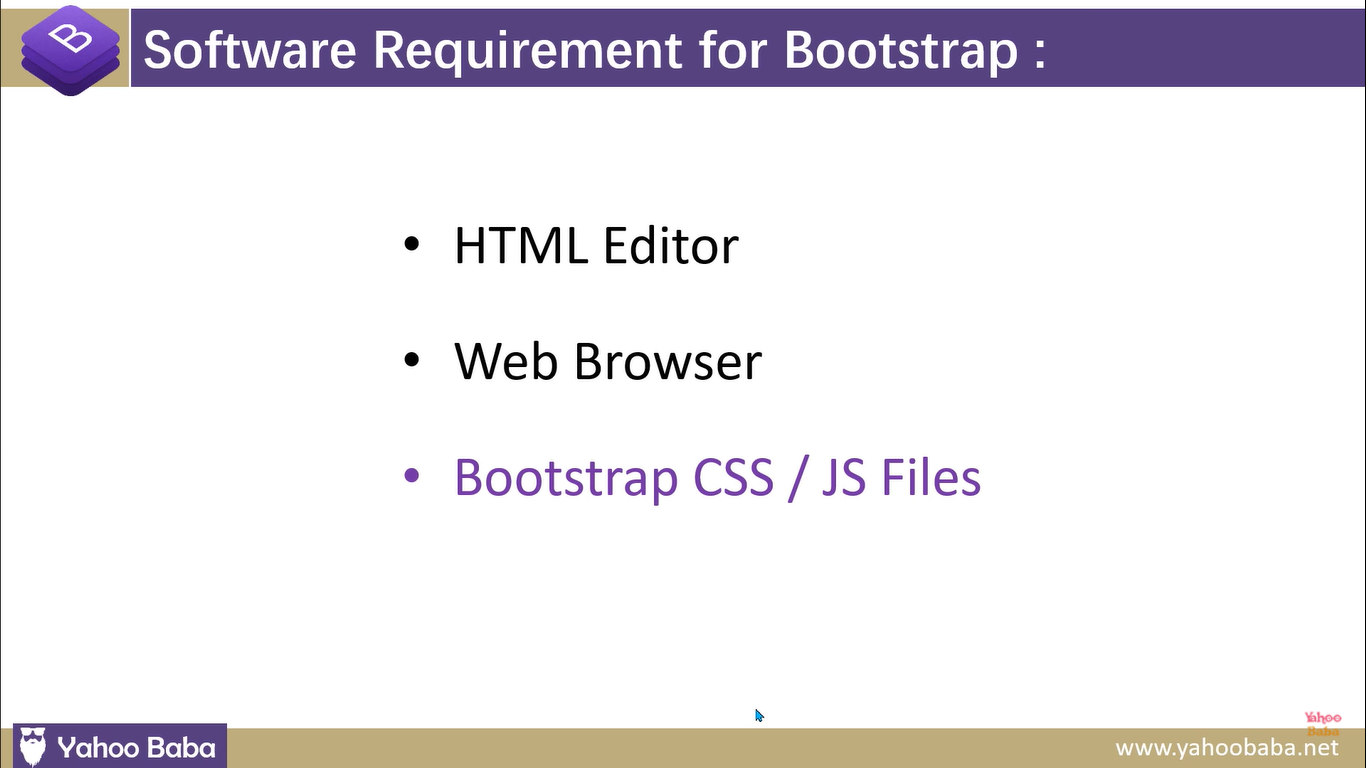 B
Software Requirement for Bootstrap :
• HTML Editor
• Web Browser
• Bootstrap CSS / JS Files
Yahoo
Baba
Yahoo Baba
www.yahoobaba.net